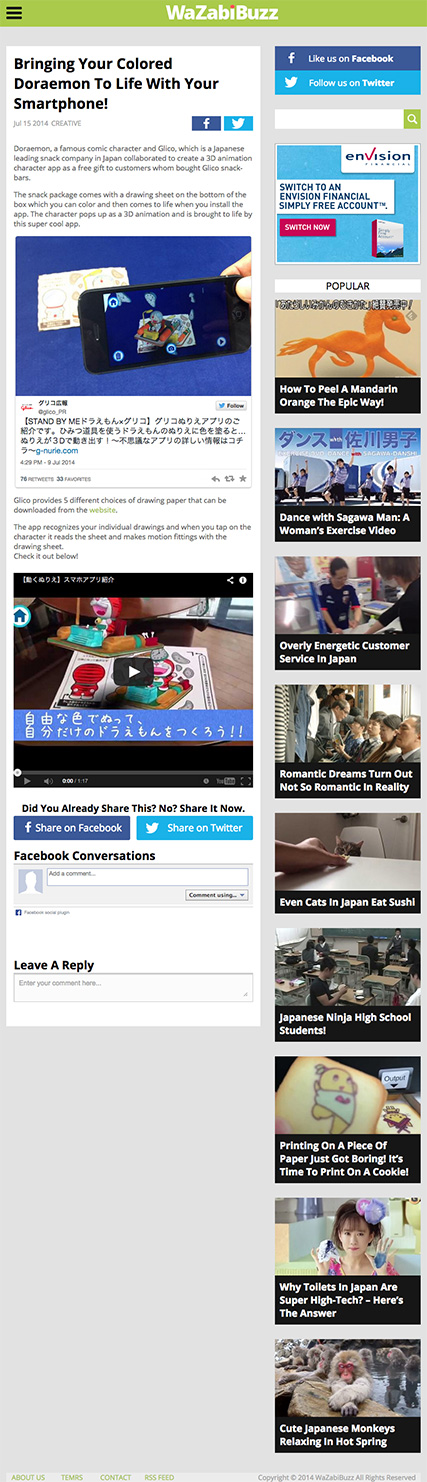 WaZabiBuzz
Bringing Your Colored
Doraemon To Life With Your
Smartphone!
Jul 15 2014 CREATIVE
Doraemon, a famous comic character and Glico, which is a Japanese
leading snack company in Japan collaborated to create a 3D animation
character app as a free gift to customers whom bought Glico snack-
bars.
The snack package comes with a drawing sheet on the bottom of the
box which you can color and then comes to life when you install the
app. The character pops up as a 3D animation and is brought to life by
this super cool app.
グリコ広報
@glico_PR
Follow
【STAND BY MEドラえもん×グリコ】グリコぬりえアプリのご
紹介です。ひみつ道具を使うドラえもんのぬりえに色を塗ると...
ぬりえが3Dで動き出す!〜不思議なアプリの詳しい情報はコチ
ラ〜g-nurie.com
4:29 PM - 9 Jul 2014
76 RETWEETS 33 FAVORITES
Glico provides 5 different choices of drawing paper that can be
downloaded from the website.
The app recognizes your individual drawings and when you tap on the
character it reads the sheet and makes motion fittings with the
drawing sheet.
Check it out below!
【動くぬりえ】スマホアプリ紹介
自由な色でぬって、
自分だけのドラえもんをつくろう!!
0:00 / 1:17
YouTube
Did You Already Share This? No? Share It Now.
Share on Facebook
Share on Twitter
Facebook Conversations
Add a comment...
Comment using...
Facebook social plugin
Leave A Reply
Enter your comment here...
Like us on Facebook
Follow us on Twitter
envision
FINANCIAL
SWITCH TO AN
ENVISION FINANCIAL
SIMPLY FREE ACCOUNT™.
SWITCH NOW
POPULAR
How To Peel A Mandarin
Orange The Epic Way!
ダンス with 佐川男子
Dance with Sagawa Man: A
Woman's Exercise Video
Overly Energetic Customer
Service In Japan
Romantic Dreams Turn Out
Not So Romantic In Reality
Even Cats In Japan Eat Sushi
Japanese Ninja High School
Students!
Output
Printing On A Piece Of
Paper Just Got Boring! It's
Time To Print On A Cookie!
Why Toilets In Japan Are
Super High-Tech? – Here's
The Answer
Cute Japanese Monkeys
Relaxing In Hot Spring
ABOUT US TEMRS CONTACT RSS FEED
Copyright © 2014 WaZabiBuzz All Rights Reserved